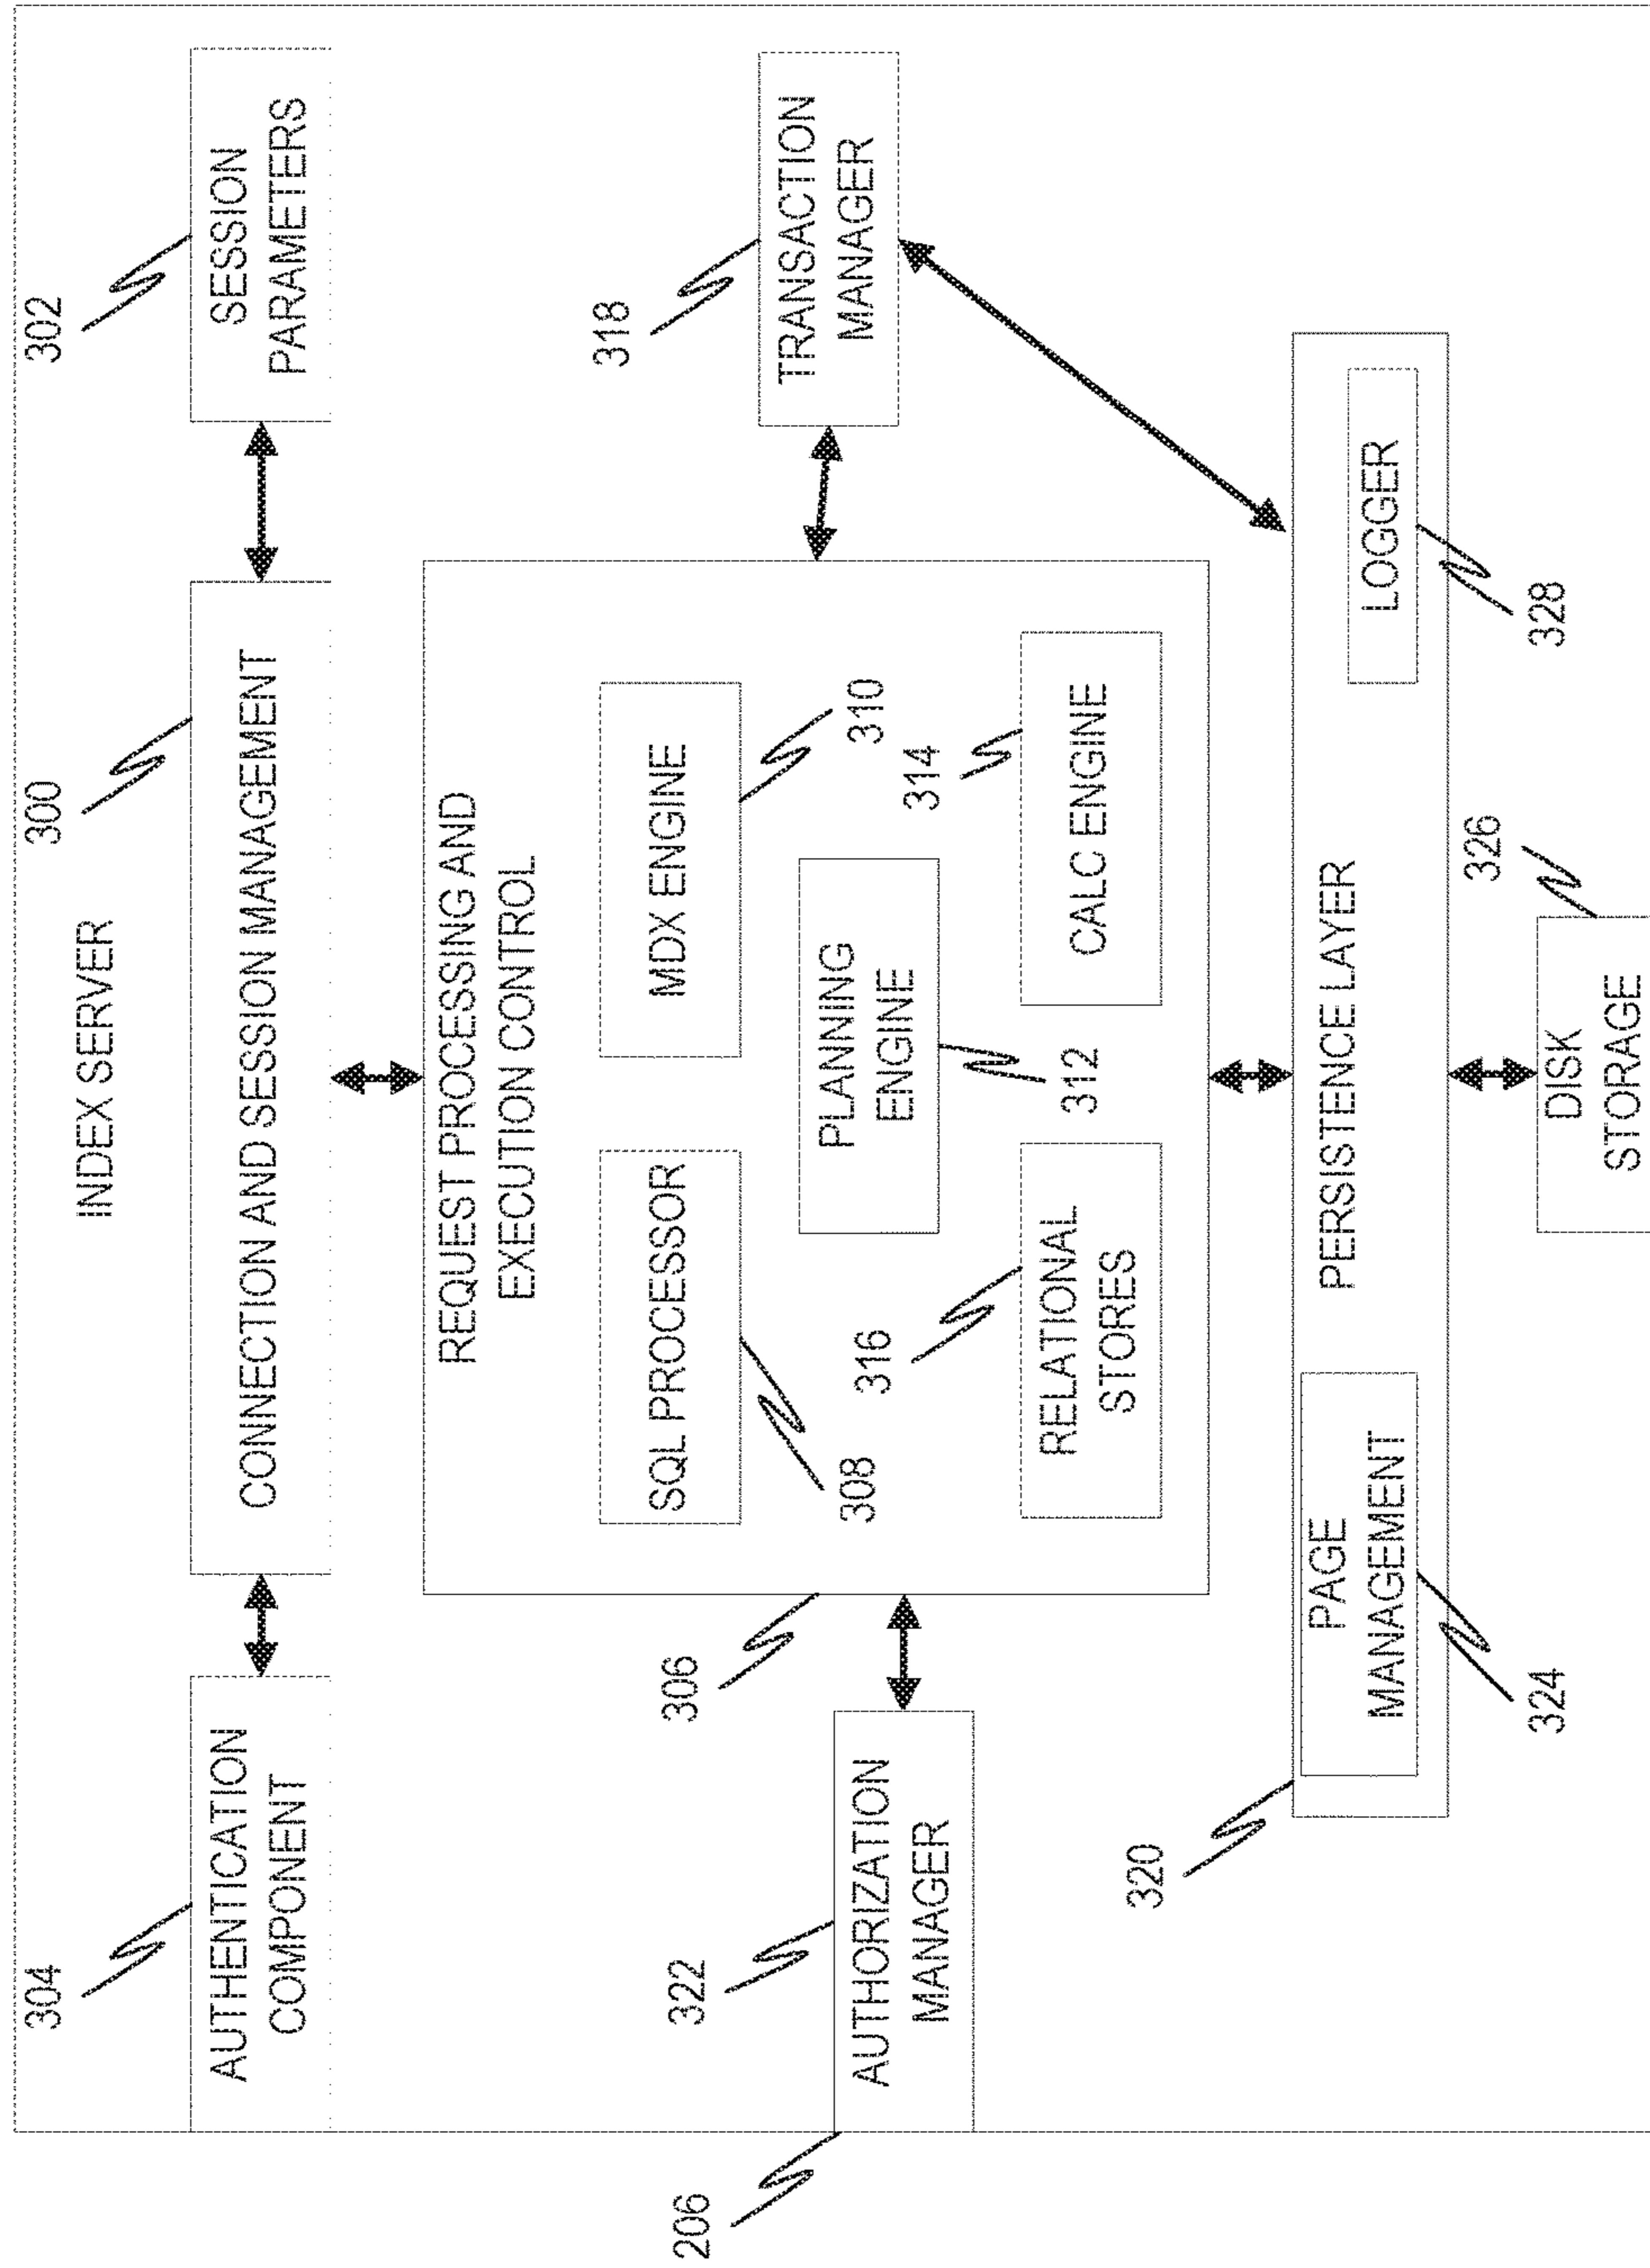 INDEX SERVER
304
300
302
AUTHENTICATION
COMPONENT
CONNECTION AND SESSION MANAGEMENT
SESSION
PARAMETERS
REQUEST PROCESSING AND
EXECUTION CONTROL
306
SQL PROCESSOR
308
MDX ENGINE
310
PLANNING
ENGINE
312
316
RELATIONAL
STORES
314
CALC ENGINE
318
TRANSACTION
MANAGER
322
AUTHORIZATION
MANAGER
206
320
PAGE
MANAGEMENT
324
PERSISTENCE LAYER
LOGGER
328
326
DISK
STORAGE